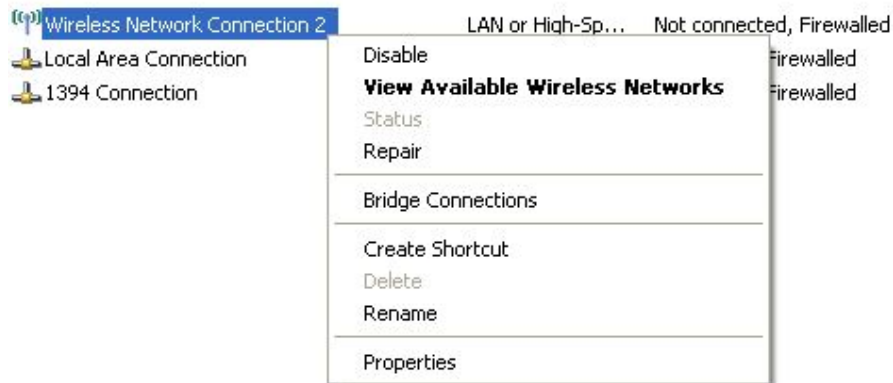 Wireless Network Connection 2 LAN or High-Sp... Not connected, Firewalled
Local Area Connection Firewalled
1394 Connection Firewalled
Disable
View Available Wireless Networks
Status
Repair
Bridge Connections
Create Shortcut
Delete
Rename
Properties